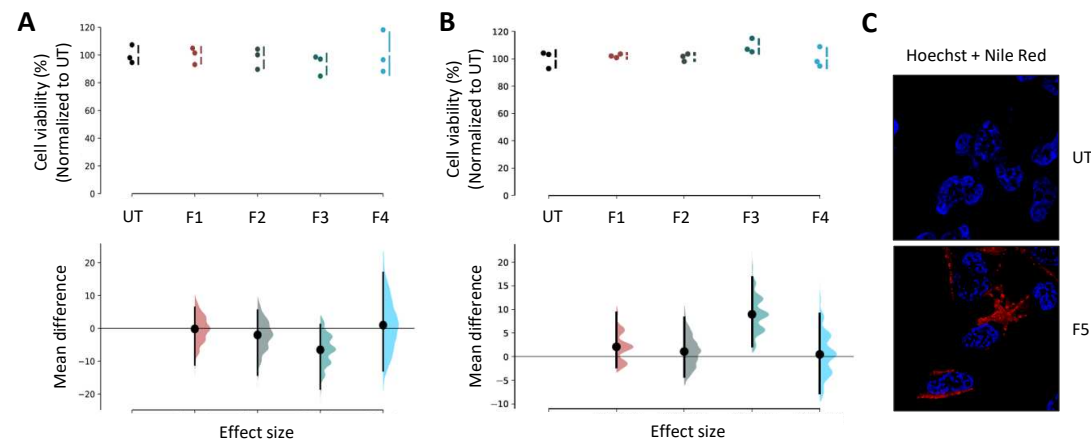 A
B
C
Cell viability (%)
(Normalized to UT)
120
100
80
60
40
20
0
UT F1 F2 F3 F4
Mean difference
20
10
0
−10
−20
Effect size
Cell viability (%)
(Normalized to UT)
120
100
80
60
40
20
0
UT F1 F2 F3 F4
Mean difference
20
15
10
5
0
−5
−10
Effect size
Hoechst + Nile Red
UT
F5